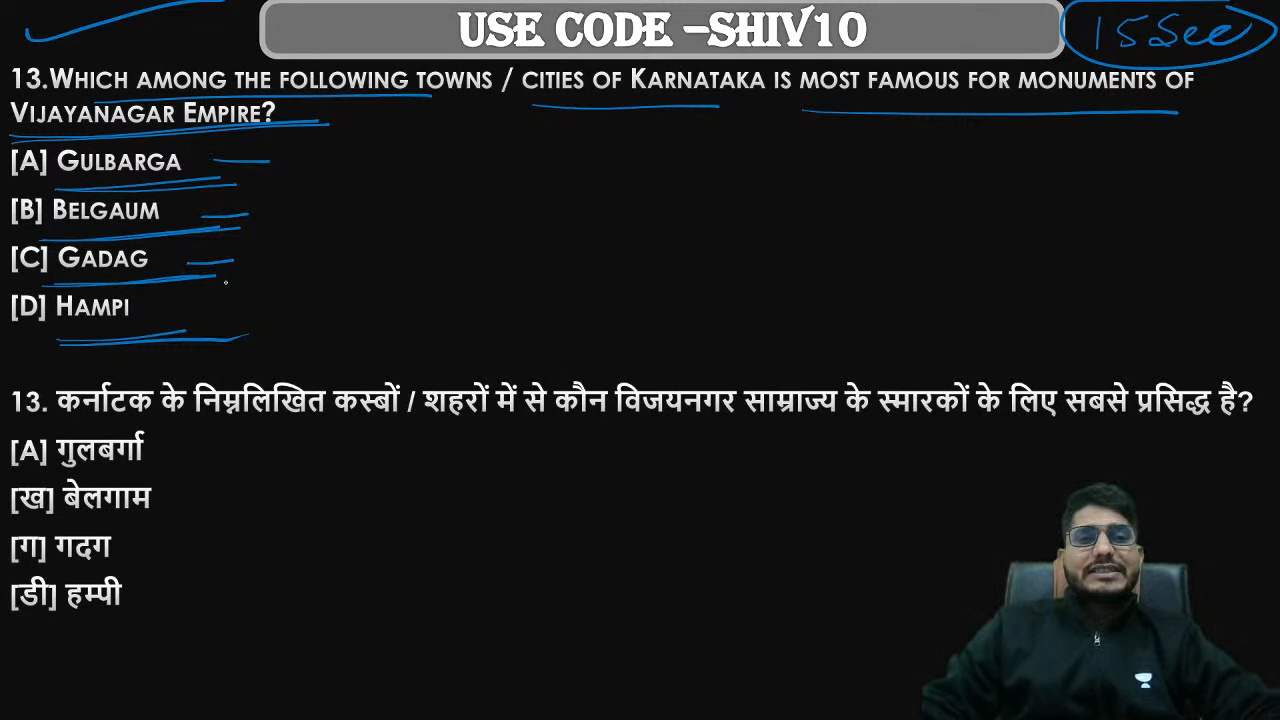 USE CODE –SHIV10
15 See
13.WHICH AMONG THE FOLLOWING TOWNS / CITIES OF KARNATAKA IS MOST FAMOUS FOR MONUMENTS OF
VIJAYANAGAR EMPIRE?
[A] GULBARGA
[B] BELGAUM
[C] GADAG
[D] HAMPI
13. कर्नाटक के निम्नलिखित कस्बों / शहरों में से कौन विजयनगर साम्राज्य के स्मारकों के लिए सबसे प्रसिद्ध है?
[A] गुलबर्गा
[ख] बेलगाम
[ग] गदग
[डी] हम्पी